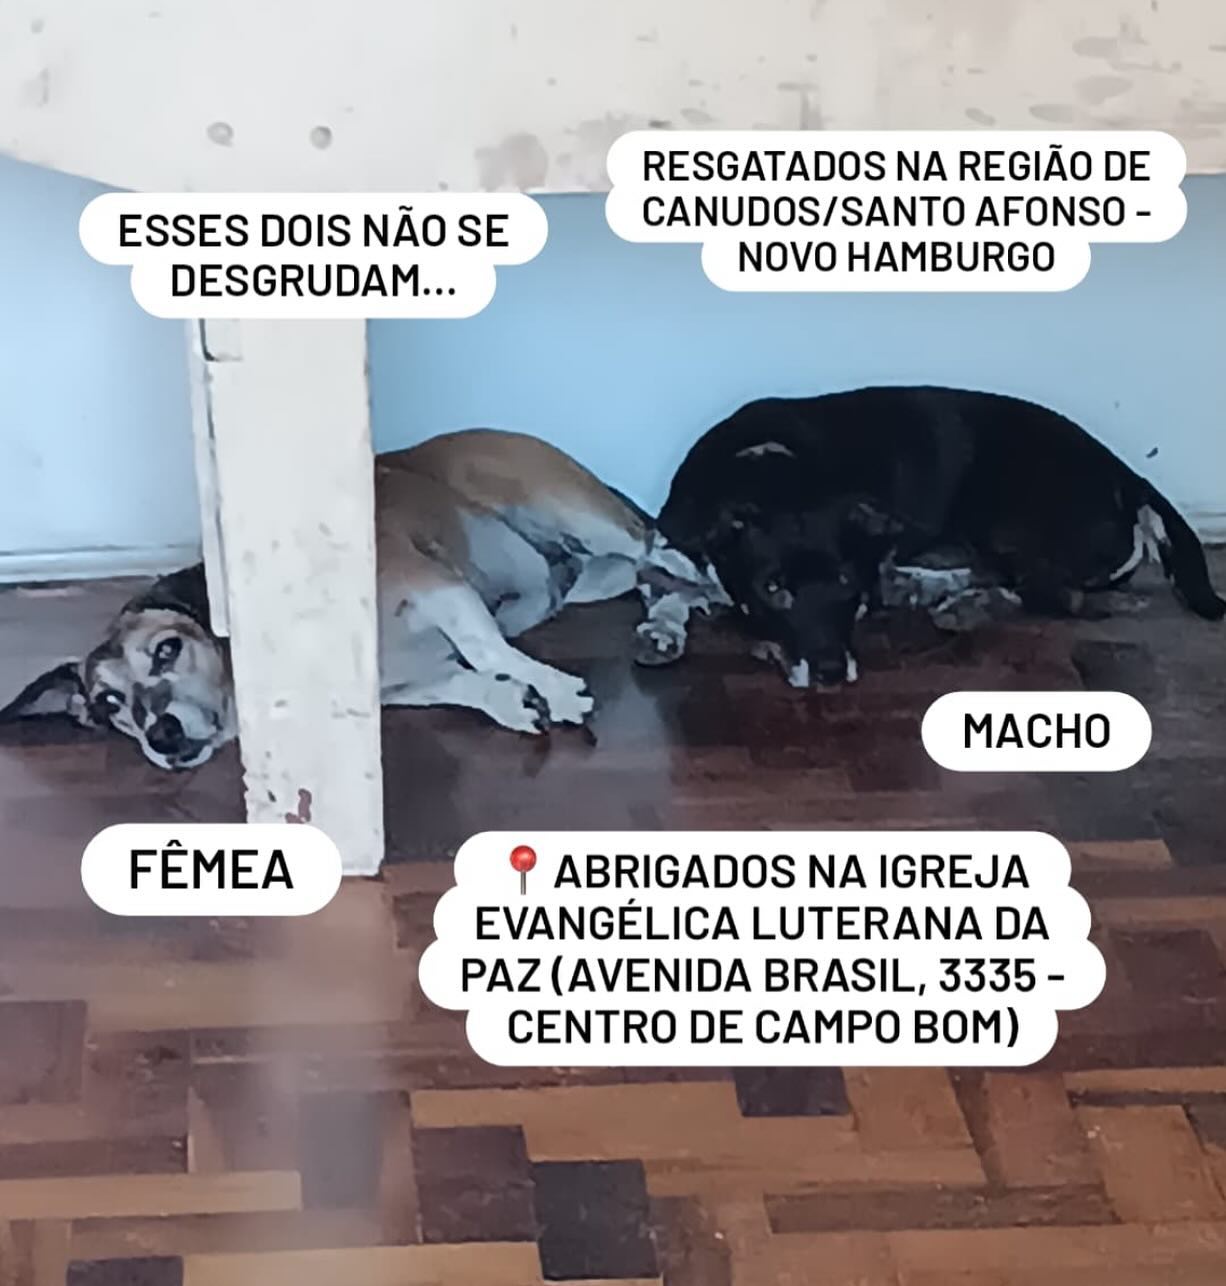 ESSES DOIS NÃO SE
DESGRUDAM...
RESGATADOS NA REGIÃO DE
CANUDOS/SANTO AFONSO -
NOVO HAMBURGO
MACHO
FÊMEA
📍 ABRIGADOS NA IGREJA
EVANGÉLICA LUTERANA DA
PAZ (AVENIDA BRASIL, 3335 -
CENTRO DE CAMPO BOM)